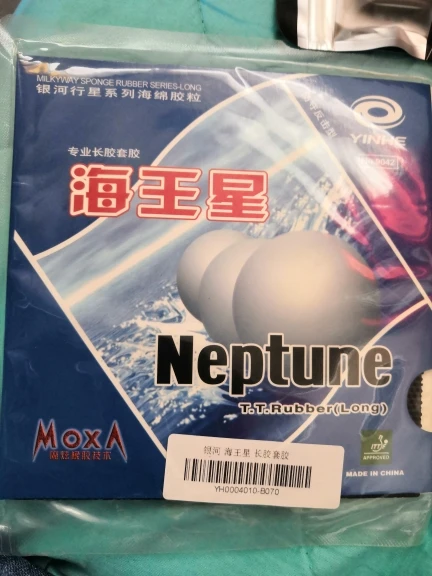 MILKYWAY SPONGE RUBBER SERIES-LONG
银河行星系列海绵胶粒
YINHE
专业长胶套胶
海王星
Neptune
T.T.Rubber(Long)
MOXA
ITTF
APPROVED
MADE IN CHINA
银河 海王星 长胶套胶
YH0004010-B070